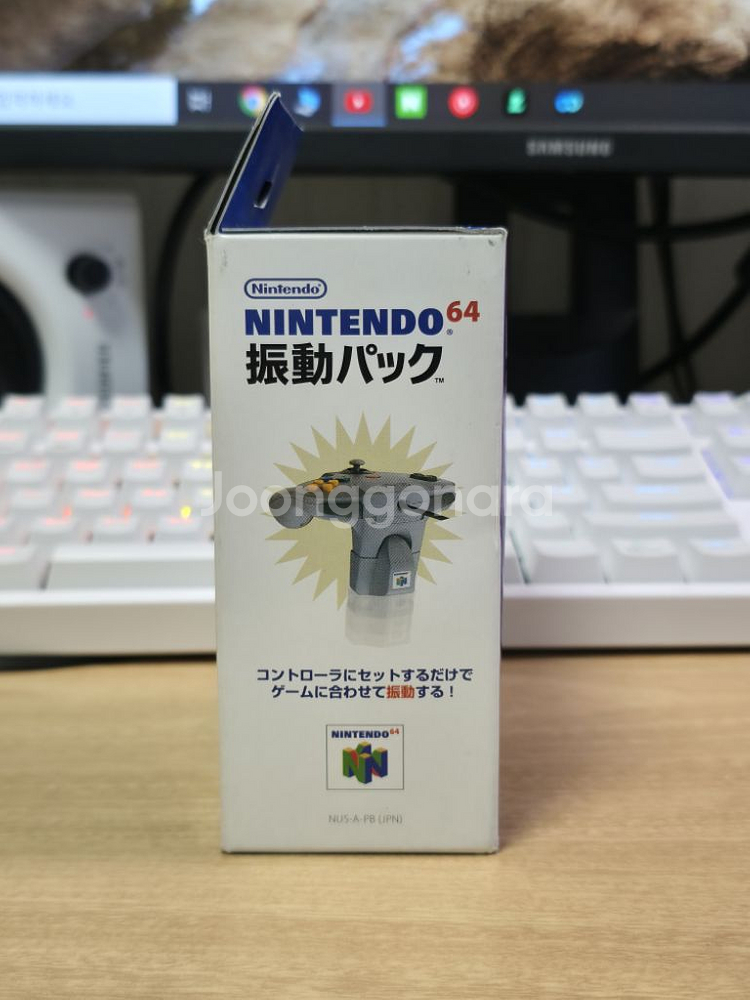 SAMSUNG
Nintendo
NINTENDO64®
振動パック™
Joonggonara
コントローラにセットするだけで
ゲームに合わせて振動する！
NINTENDO64
NUS-A-PB (JPN)